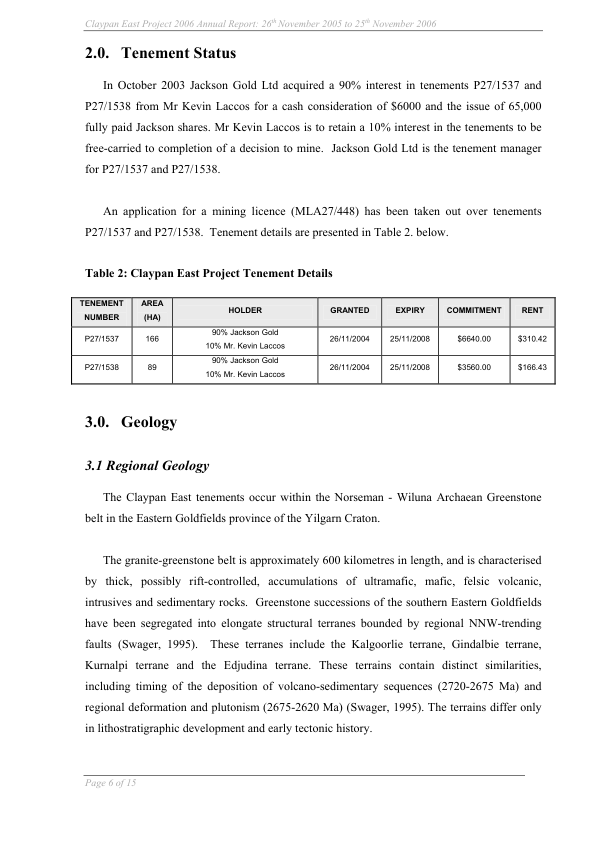 Claypan East Project 2006 Annual Report: 26th November 2005 to 25th November 2006
2.0. Tenement Status
In October 2003 Jackson Gold Ltd acquired a 90% interest in tenements P27/1537 and
P27/1538 from Mr Kevin Laccos for a cash consideration of $6000 and the issue of 65,000
fully paid Jackson shares. Mr Kevin Laccos is to retain a 10% interest in the tenements to be
free-carried to completion of a decision to mine. Jackson Gold Ltd is the tenement manager
for P27/1537 and P27/1538.
An application for a mining licence (MLA27/448) has been taken out over tenements
P27/1537 and P27/1538. Tenement details are presented in Table 2. below.
Table 2: Claypan East Project Tenement Details
TENEMENT NUMBER AREA (HA) HOLDER GRANTED EXPIRY COMMITMENT RENT
P27/1537 166 90% Jackson Gold 10% Mr. Kevin Laccos 26/11/2004 25/11/2008 $6640.00 $310.42
P27/1538 89 90% Jackson Gold 10% Mr. Kevin Laccos 26/11/2004 25/11/2008 $3560.00 $166.43
3.0. Geology
3.1 Regional Geology
The Claypan East tenements occur within the Norseman - Wiluna Archaean Greenstone
belt in the Eastern Goldfields province of the Yilgarn Craton.
The granite-greenstone belt is approximately 600 kilometres in length, and is characterised
by thick, possibly rift-controlled, accumulations of ultramafic, mafic, felsic volcanic,
intrusives and sedimentary rocks. Greenstone successions of the southern Eastern Goldfields
have been segregated into elongate structural terranes bounded by regional NNW-trending
faults (Swager, 1995). These terranes include the Kalgoorlie terrane, Gindalbie terrane,
Kurnalpi terrane and the Edjudina terrane. These terrains contain distinct similarities,
including timing of the deposition of volcano-sedimentary sequences (2720-2675 Ma) and
regional deformation and plutonism (2675-2620 Ma) (Swager, 1995). The terrains differ only
in lithostratigraphic development and early tectonic history.
Page 6 of 15